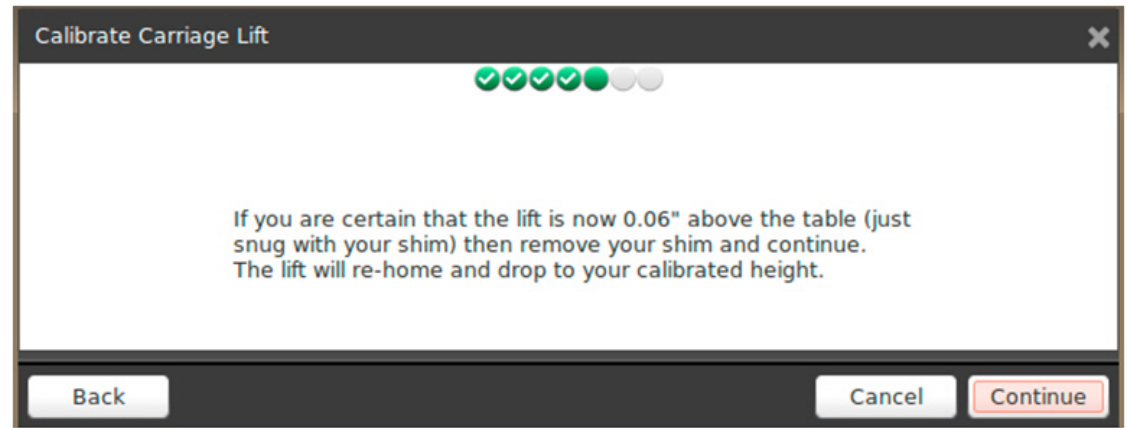 Calibrate Carriage Lift
If you are certain that the lift is now 0.06" above the table (just
snug with your shim) then remove your shim and continue.
The lift will re-home and drop to your calibrated height.
Back
Cancel
Continue